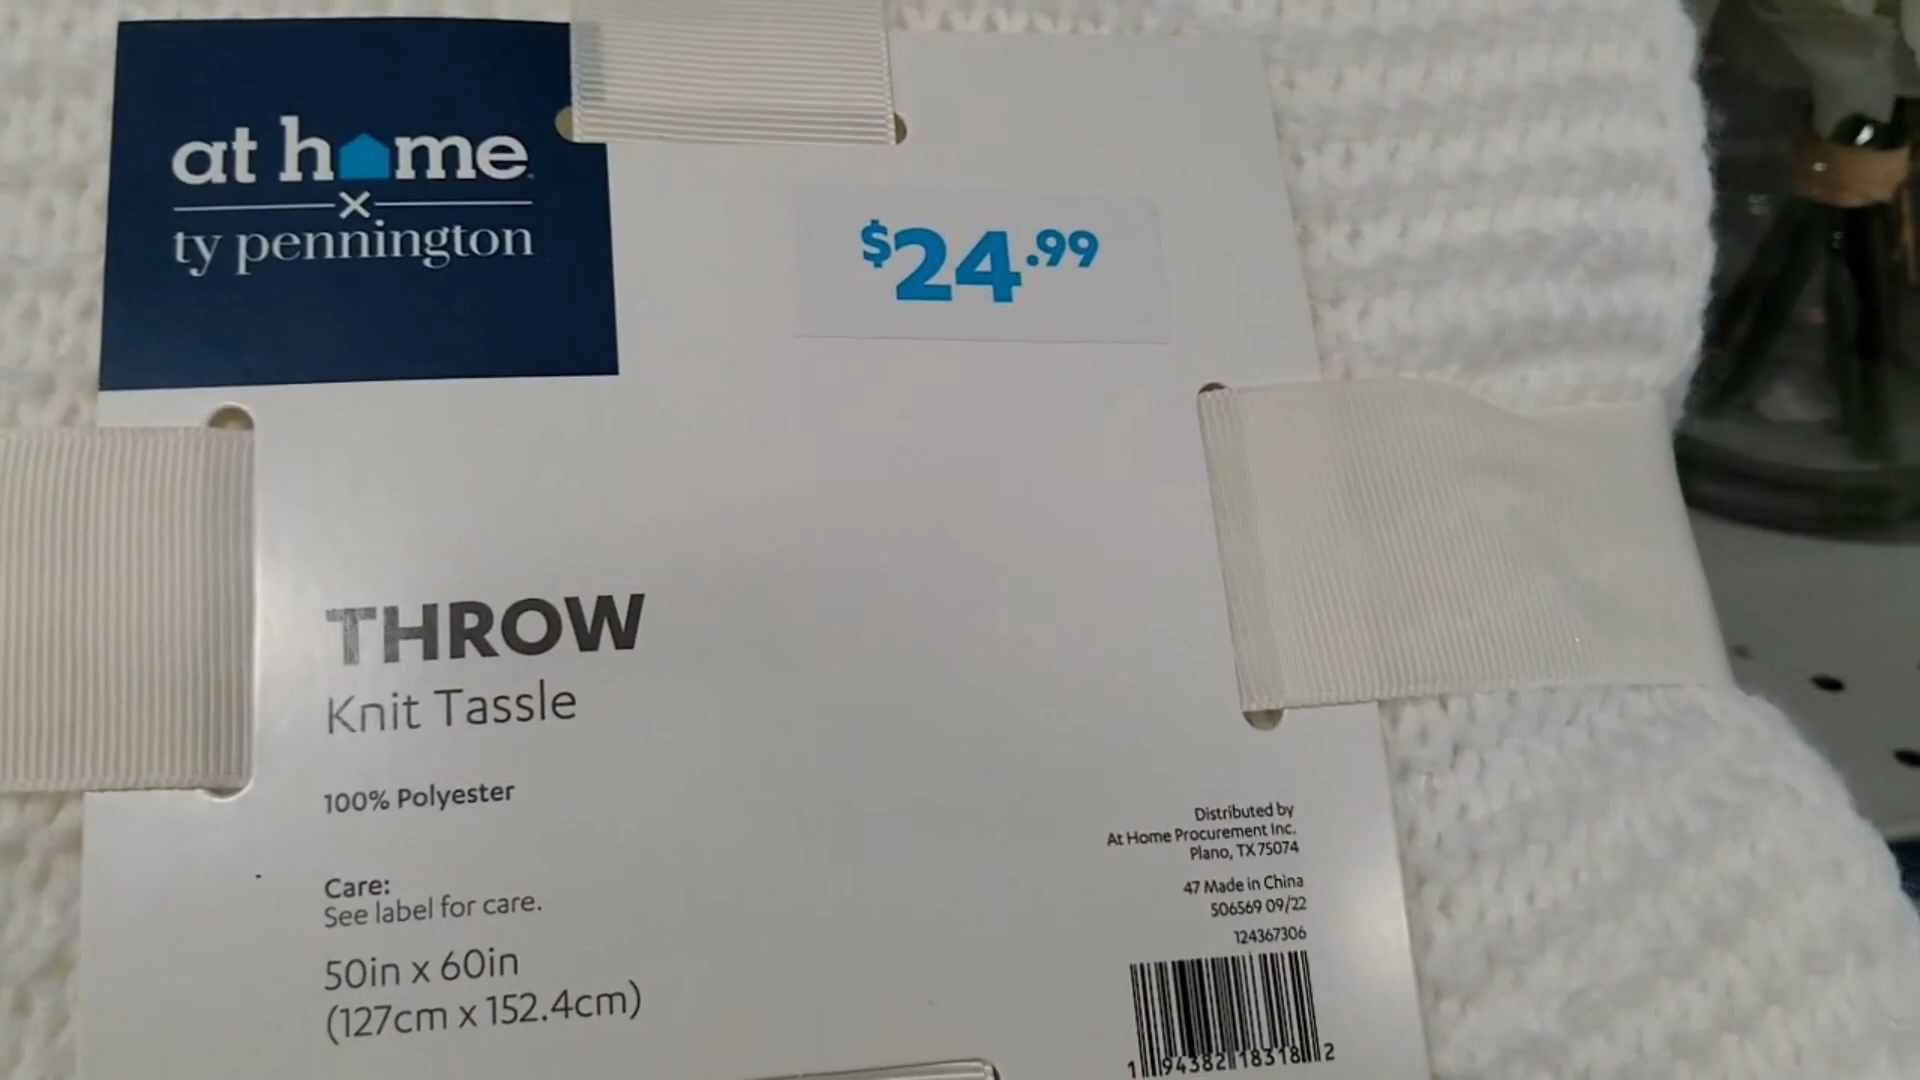 at home
x
ty pennington
$24.99
THROW
Knit Tassle
100% Polyester
Care:
See label for care.
50in x 60in
(127cm x 152.4cm)
Distributed by
At Home Procurement Inc.
Plano, TX 75074
47 Made in China
506569 09/22
124367306
1 94382 18318 2